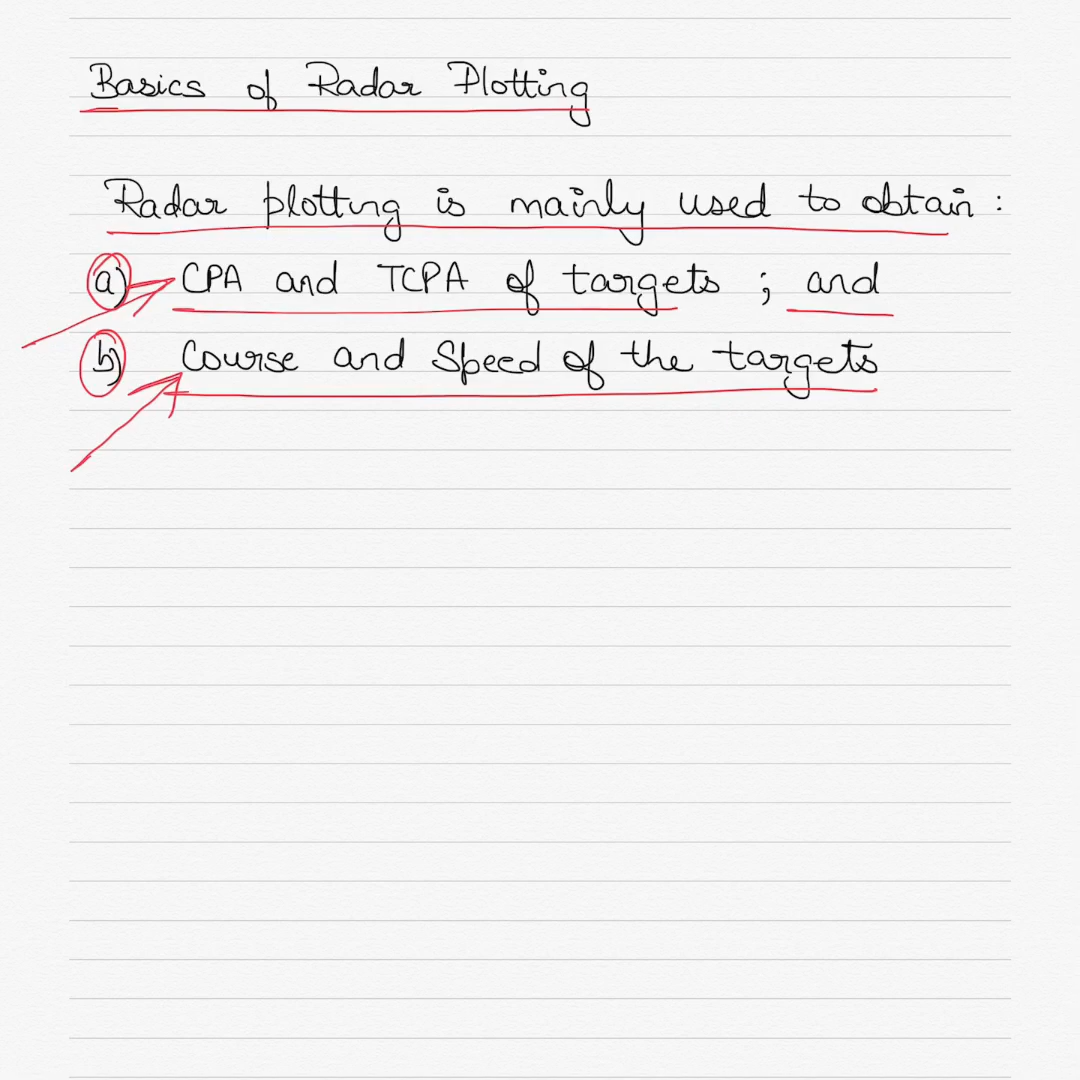 Basics of Radar Plotting
Radar plotting is mainly used to obtain :
a) CPA and TCPA of targets ; and
b) Course and Speed of the targets